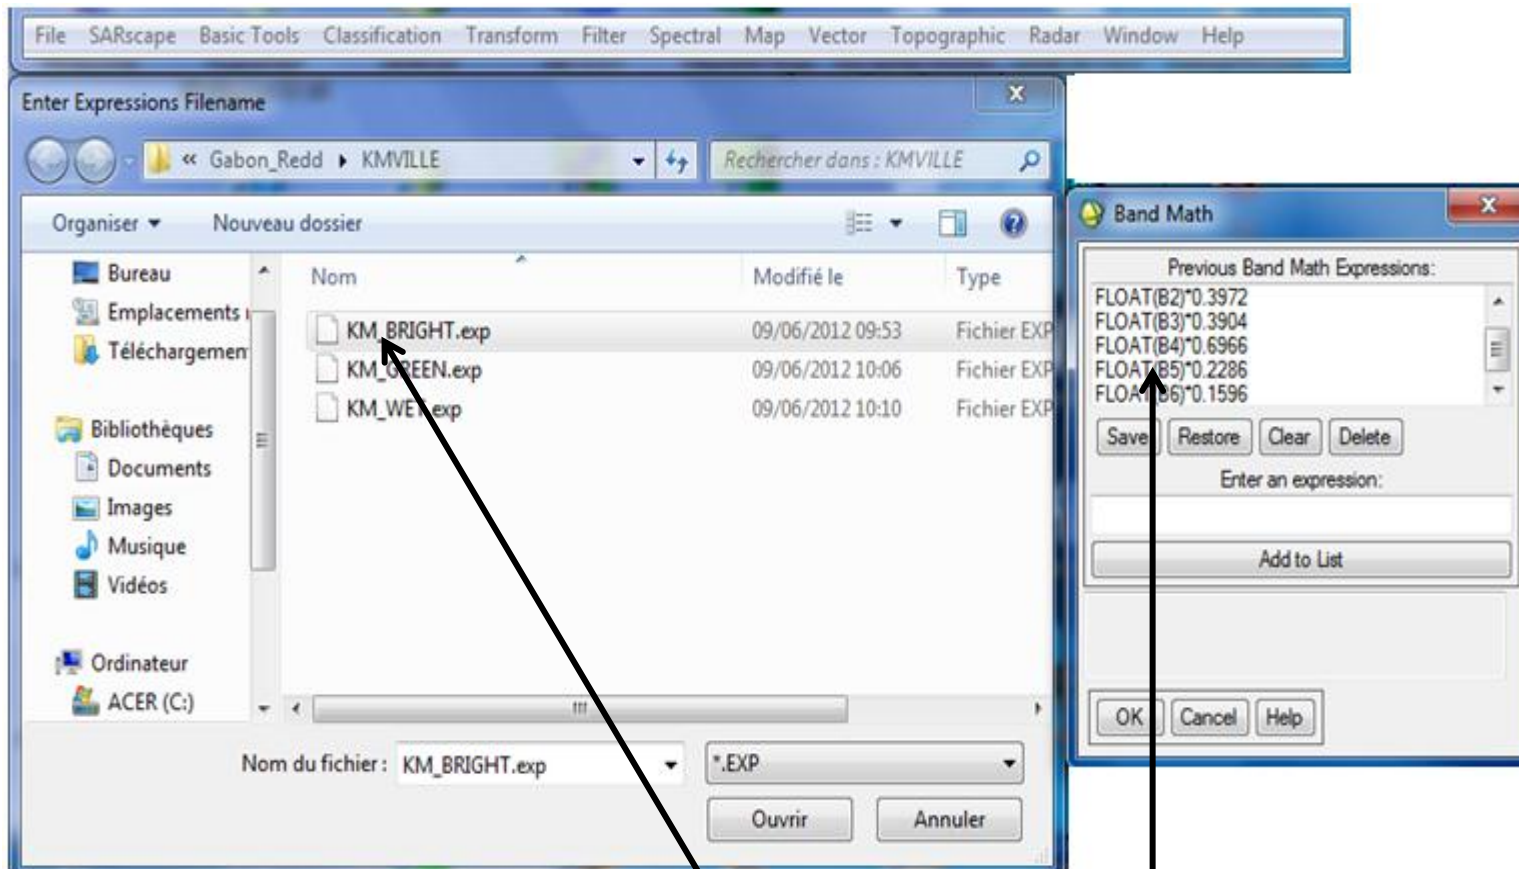 File SARscape Basic Tools Classification Transform Filter Spectral Map Vector Topographic Radar Window Help
Enter Expressions Filename
« Gabon_Redd KMVILLE
Rechercher dans : KMVILLE
Organiser Nouveau dossier
Bureau
Emplacements
Téléchargemen
Bibliothèques
Documents
Images
Musique
Vidéos
Ordinateur
ACER (C:)
Nom Modifié le Type
KM_BRIGHT.exp 09/06/2012 09:53 Fichier EXP
KM_GREEN.exp 09/06/2012 10:06 Fichier EXP
KM_WET.exp 09/06/2012 10:10 Fichier EXP
Nom du fichier : KM_BRIGHT.exp *.EXP
Ouvrir Annuler
Band Math
Previous Band Math Expressions:
FLOAT(B2)*0.3972
FLOAT(B3)*0.3904
FLOAT(B4)*0.6966
FLOAT(B5)*0.2286
FLOAT(B6)*0.1596
Save Restore Clear Delete
Enter an expression:
Add to List
OK Cancel Help